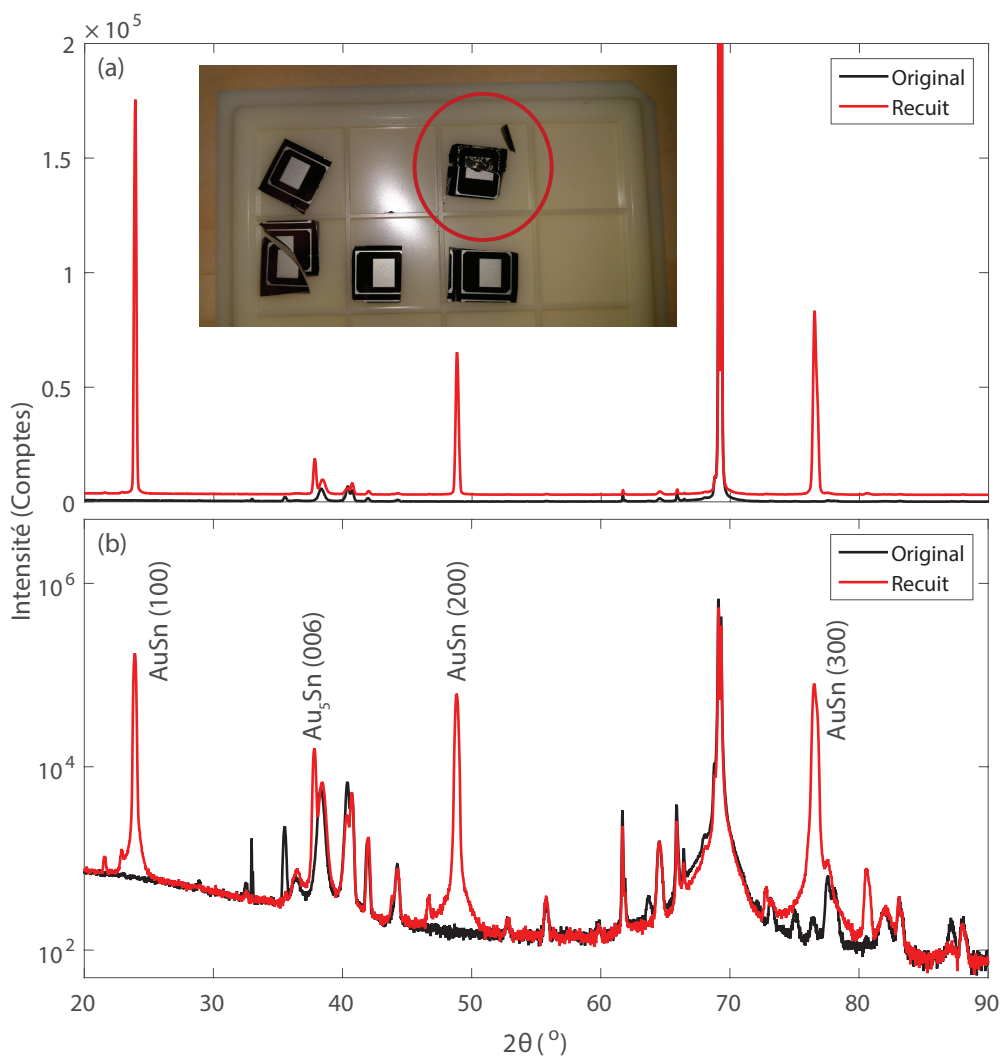 × 10⁵
2
(a)
Original
Recuit
1.5
1
0.5
0
Intensité (Comptes)
(b)
Original
Recuit
10⁶
10⁴
10²
AuSn (100)
Au₅Sn (006)
AuSn (200)
AuSn (300)
20 30 40 50 60 70 80 90
2θ (°)